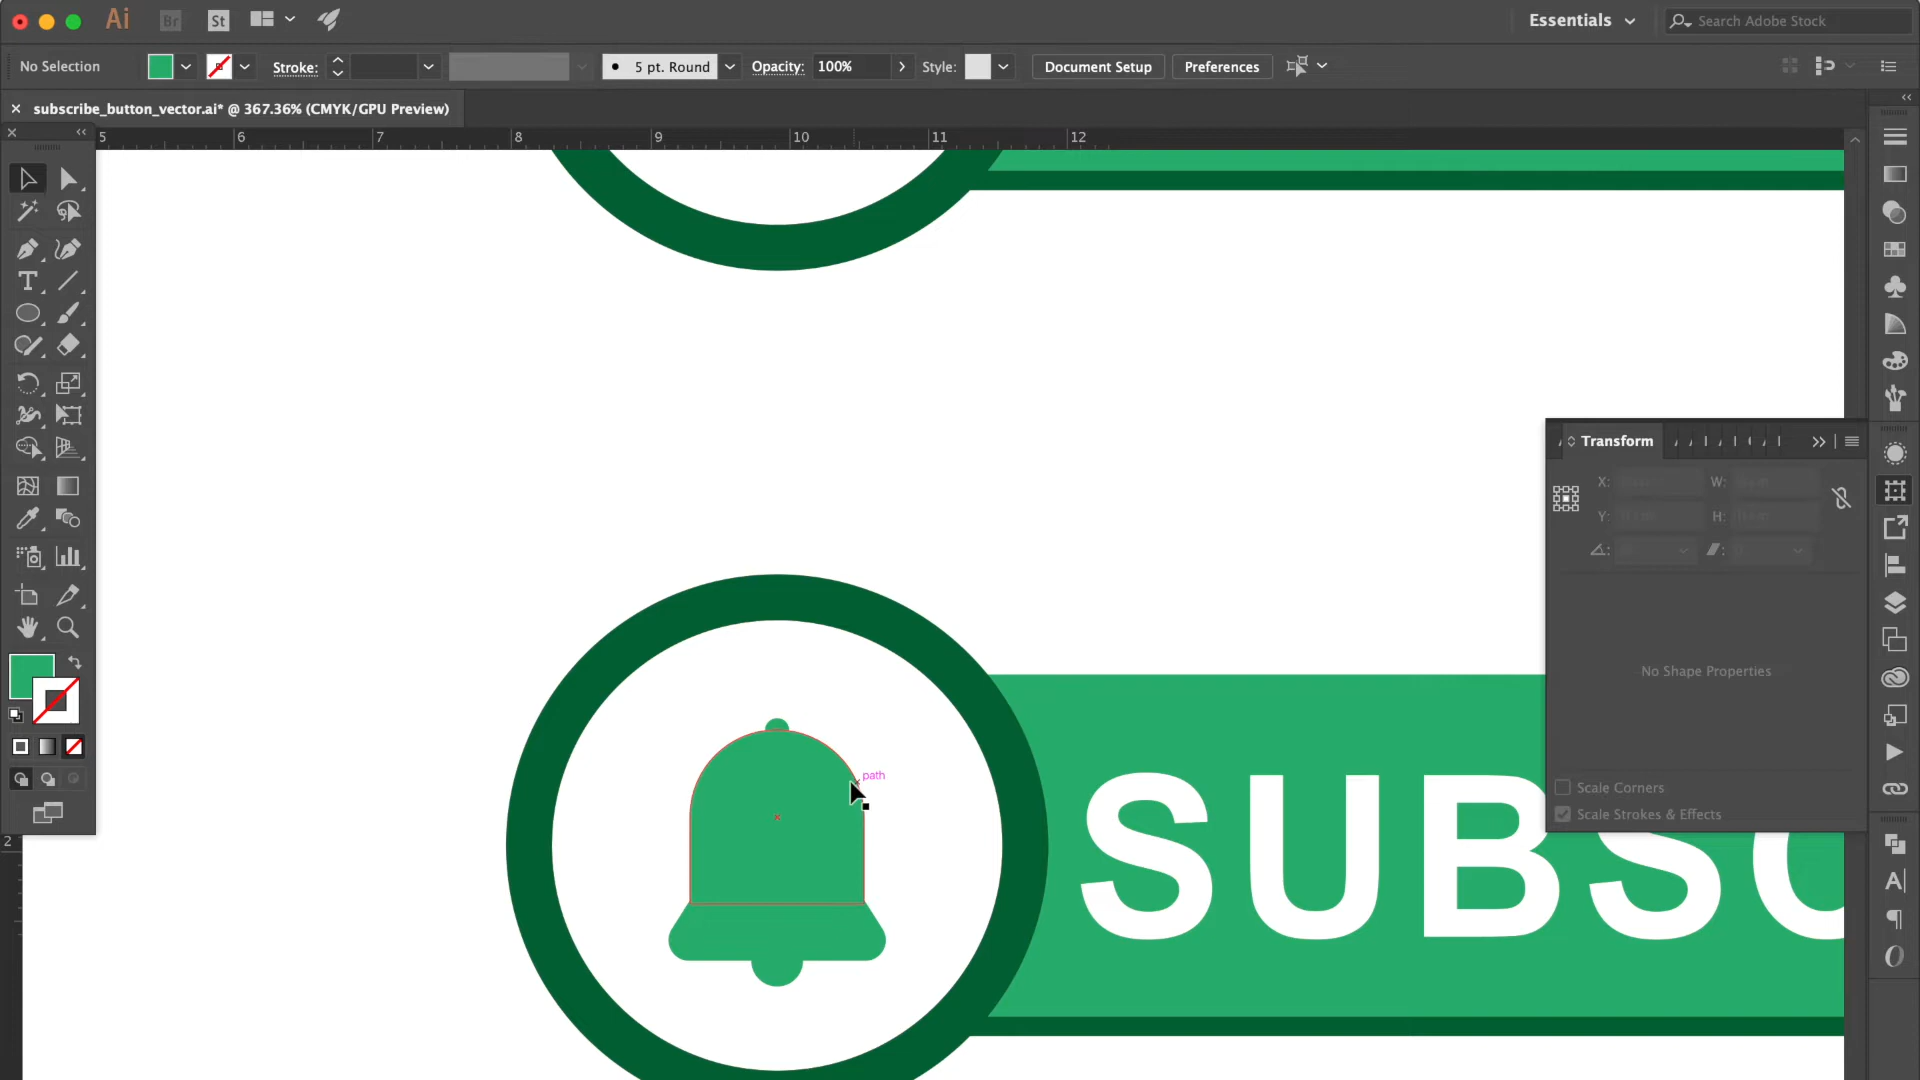 Ai Br St Essentials Search Adobe Stock
No Selection Stroke: 5 pt. Round Opacity: 100% Style: Document Setup Preferences
subscribe_button_vector.ai* @ 367.36% (CMYK/GPU Preview)
5 6 7 8 9 10 11 12
Transform
X: W:
Y: H:
No Shape Properties
path
Scale Corners
Scale Strokes & Effects
SUBSC
2